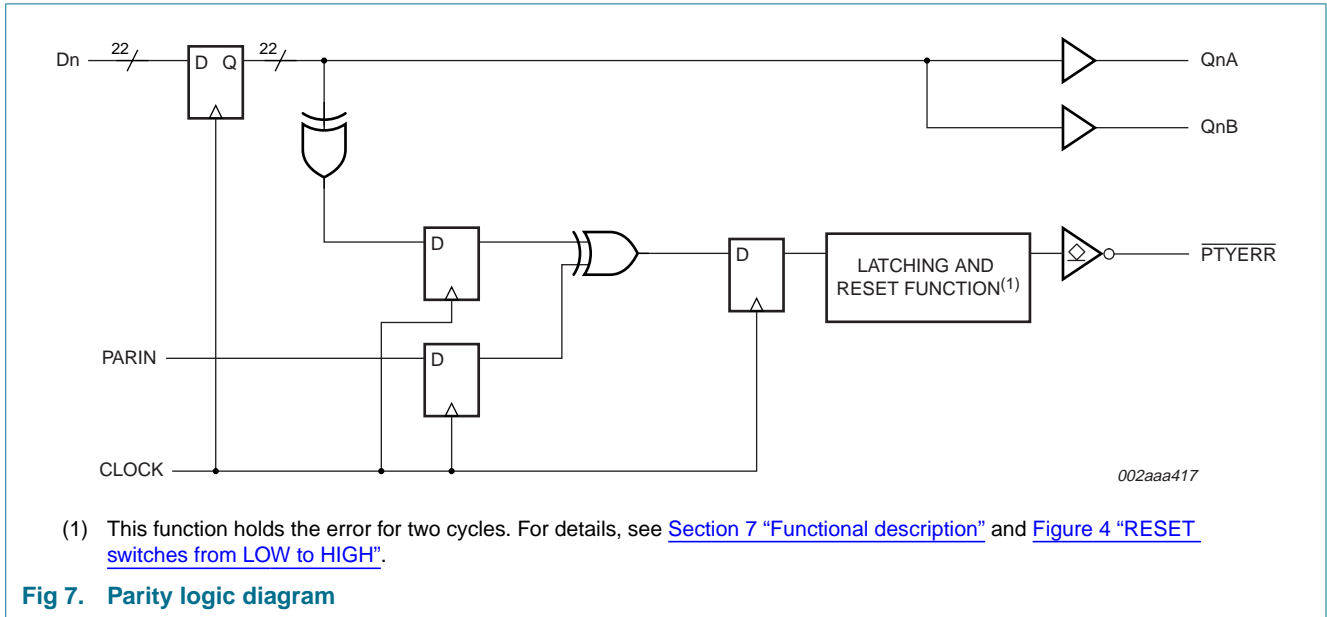 22
22
Dn
D Q
QnA
QnB
D
D
LATCHING AND
RESET FUNCTION(1)
PTYERR
PARIN
D
CLOCK
002aaa417
(1) This function holds the error for two cycles. For details, see Section 7 “Functional description” and Figure 4 “RESET
switches from LOW to HIGH”.
Fig 7. Parity logic diagram